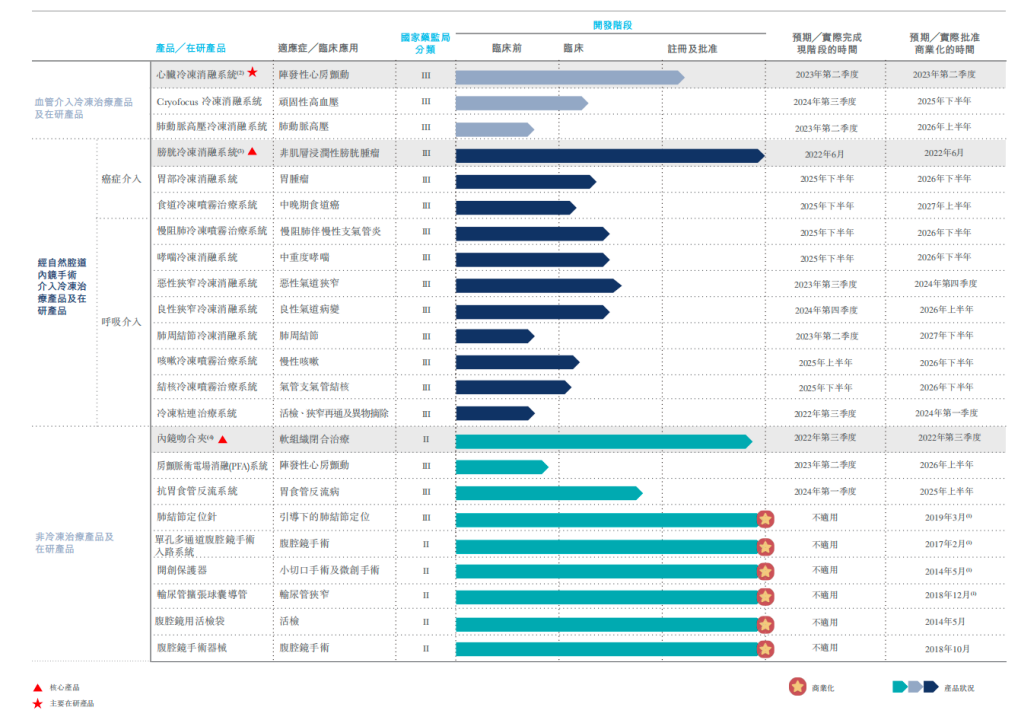 開發階段
產品／在研產品 適應症／臨床應用 國家藥監局 分類 臨床前 臨床 註冊及批准 預期／實際完成 現階段的時間 預期／實際批准 商業化的時間
血管介入冷凍治療產品
及在研產品
心臟冷凍消融系統(2) ★ 陣發性心房顫動 III 2023年第二季度 2023年第二季度
Cryofocus 冷凍消融系統 頑固性高血壓 III 2024年第三季度 2025年下半年
肺動脈高壓冷凍消融系統 肺動脈高壓 III 2023年第二季度 2026年上半年
經自然腔道
內鏡手術
介入冷凍治
療產品及在
研產品
癌症介入
膀胱冷凍消融系統(3) ▲ 非肌層浸潤性膀胱腫瘤 III 2022年6月 2022年6月
胃部冷凍消融系統 胃腫瘤 III 2025年下半年 2026年下半年
食道冷凍噴霧治療系統 中晚期食道癌 III 2025年下半年 2027年上半年
呼吸介入
慢阻肺冷凍噴霧治療系統 慢阻肺伴慢性支氣管炎 III 2025年下半年 2026年下半年
哮喘冷凍消融系統 中重度哮喘 III 2025年下半年 2026年下半年
惡性狹窄冷凍消融系統 惡性氣道狹窄 III 2023年第三季度 2024年第四季度
良性狹窄冷凍消融系統 良性氣道病變 III 2024年第四季度 2026年上半年
肺周結節冷凍消融系統 肺周結節 III 2023年第二季度 2027年下半年
咳嗽冷凍噴霧治療系統 慢性咳嗽 III 2025年上半年 2026年下半年
結核冷凍噴霧治療系統 氣管支氣管結核 III 2025年下半年 2026年下半年
冷凍粘連治療系統 活檢、狹窄再通及異物摘除 III 2022年第三季度 2024年第一季度
非冷凍治療產品及
在研產品
內鏡吻合夾(4) ▲ 軟組織閉合治療 II 2022年第三季度 2022年第三季度
房顫脈衝電場消融(PFA)系統 陣發性心房顫動 III 2023年第二季度 2026年上半年
抗胃食管反流系統 胃食管反流病 III 2024年第一季度 2025年上半年
肺結節定位針 引導下的肺結節定位 III 不適用 2019年3月(5)
單孔多通道腹腔鏡手術
入路系統 腹腔鏡手術 II 不適用 2017年2月(5)
開創保護器 小切口手術及微創手術 II 不適用 2014年5月(5)
輸尿管擴張球囊導管 輸尿管狹窄 II 不適用 2018年12月(5)
腹腔鏡用活檢袋 活檢 II 不適用 2014年5月
腹腔鏡手術器械 腹腔鏡手術 II 不適用 2018年10月
▲ 核心產品
★ 主要在研產品
商業化
產品狀況